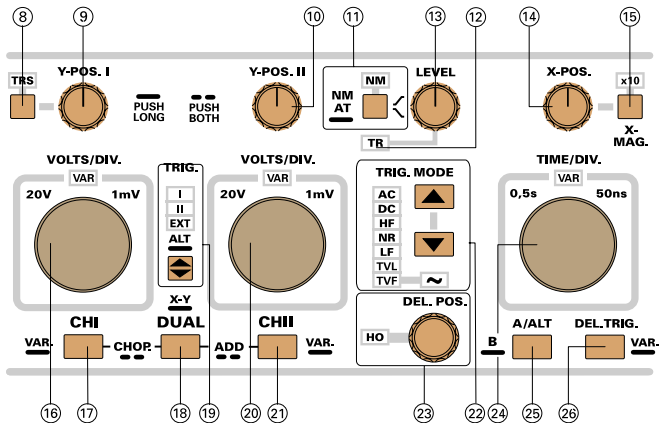 8 9 10 11 13 12 14 15
TRS Y-POS. I Y-POS. II NM LEVEL X-POS. x10
PUSH LONG PUSH BOTH NM AT
TR X-MAG.
VOLTS/DIV. TRIG. VOLTS/DIV. TRIG. MODE TIME/DIV.
VAR VAR VAR
20V 1mV 20V 1mV 0,5s 50ns
I
II
EXT
ALT
AC
DC
HF
NR
LF
TVL
TVF ~
X-Y DEL. POS.
CHI DUAL CHII HO A/ALT DEL.TRIG.
VAR. CHOP. ADD VAR. B VAR.
16 17 18 19 20 21 23 22 24 25 26